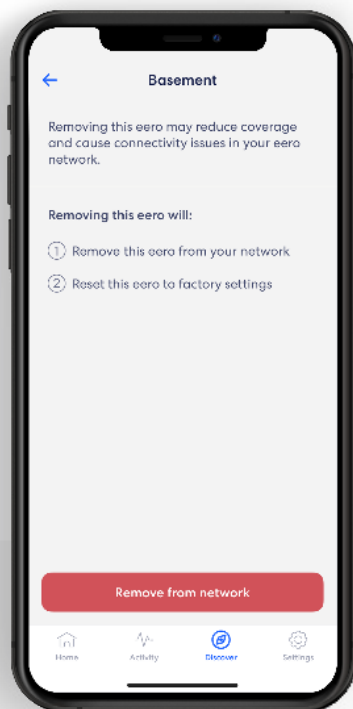 Basement
Removing this eero may reduce coverage
and cause connectivity issues in your eero
network.
Removing this eero will:
1 Remove this eero from your network
2 Reset this eero to factory settings
Remove from network
Home Activity Discover Settings